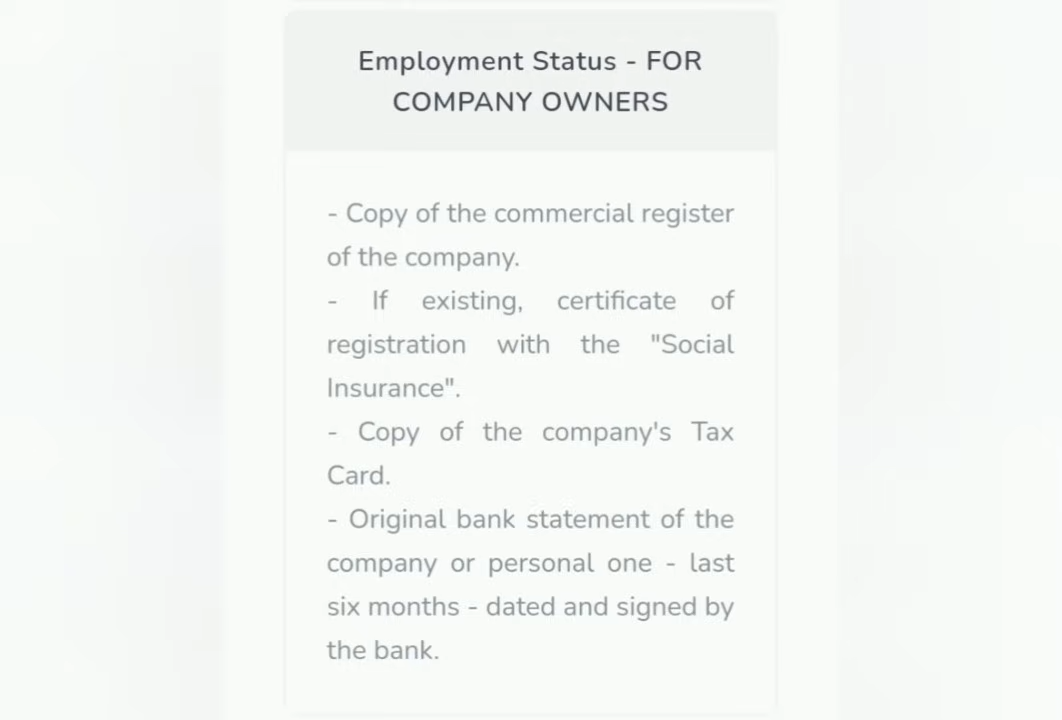 Employment Status - FOR
COMPANY OWNERS
- Copy of the commercial register
of the company.
- If existing, certificate of
registration with the "Social
Insurance".
- Copy of the company's Tax
Card.
- Original bank statement of the
company or personal one - last
six months - dated and signed by
the bank.